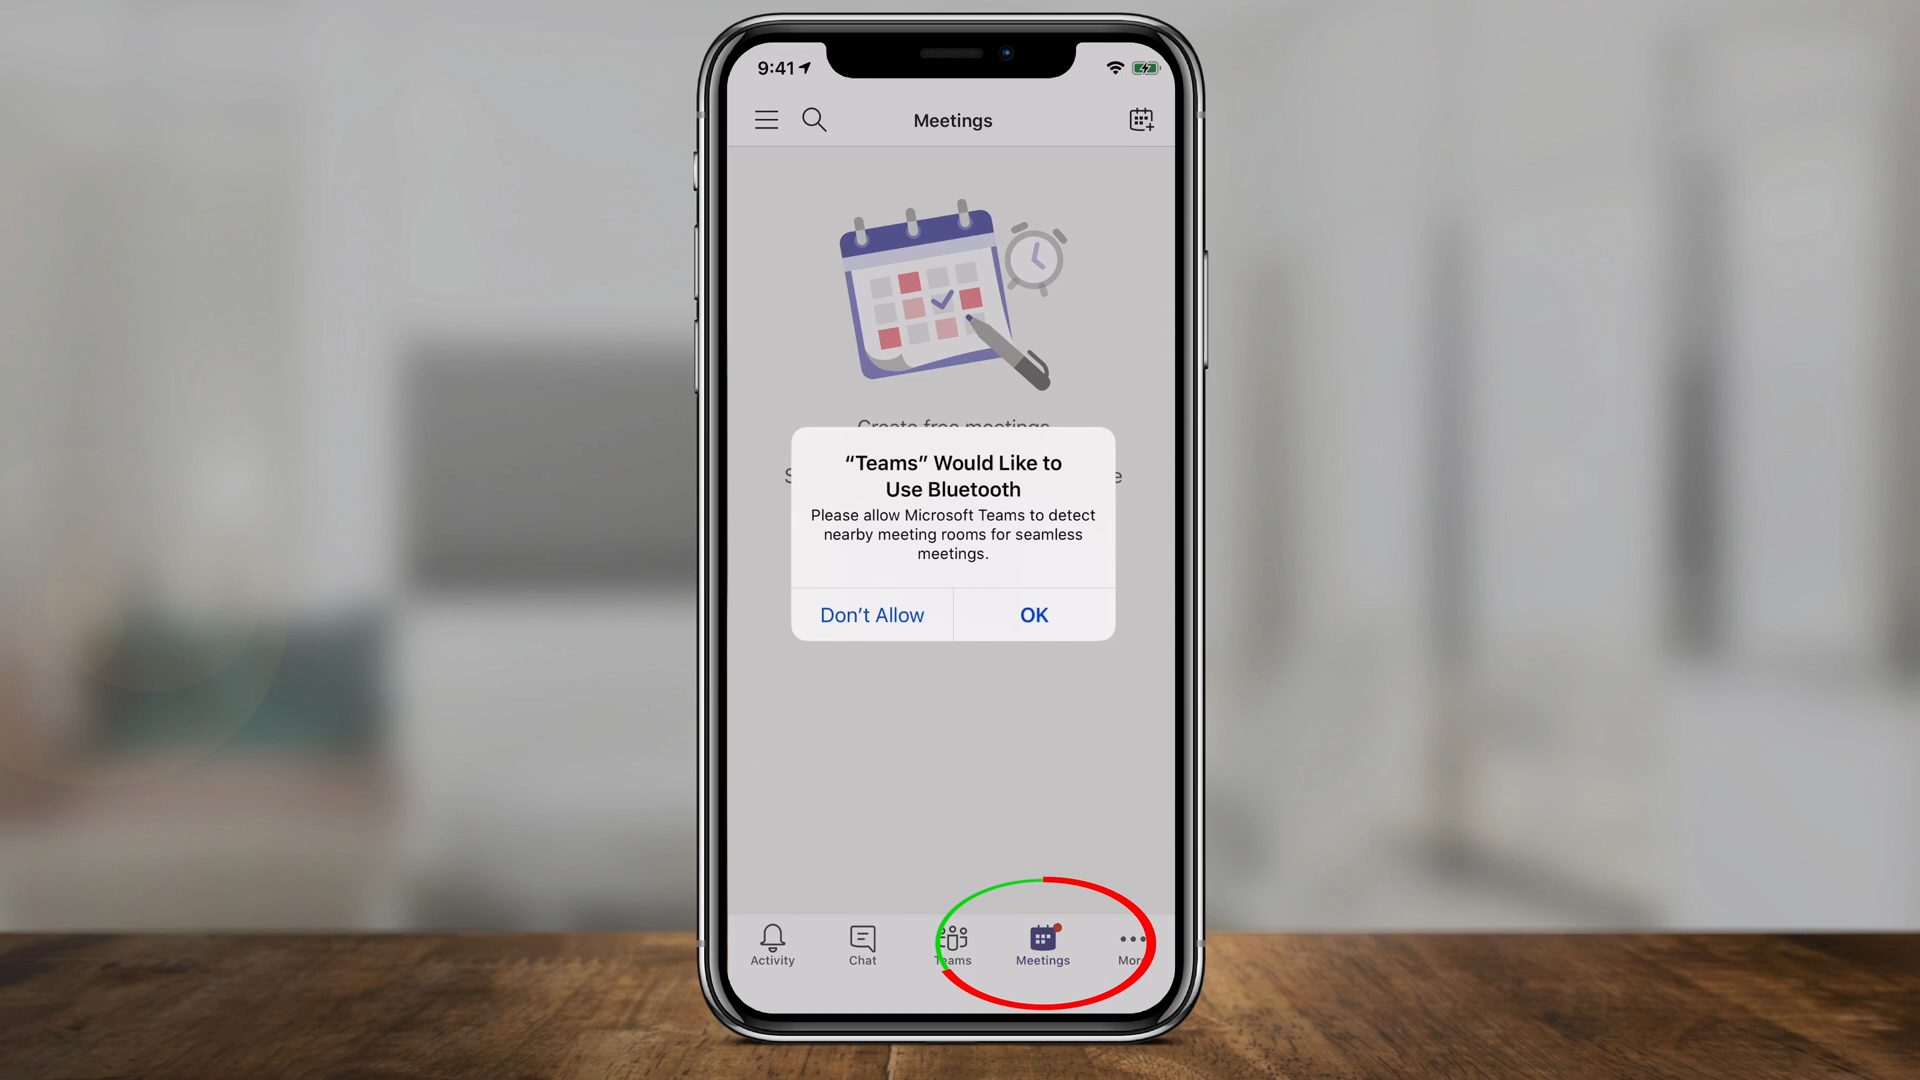 9:41
Meetings
Create free meetings
“Teams” Would Like to
Use Bluetooth
Please allow Microsoft Teams to detect
nearby meeting rooms for seamless
meetings.
Don’t Allow
OK
Activity
Chat
Teams
Meetings
More